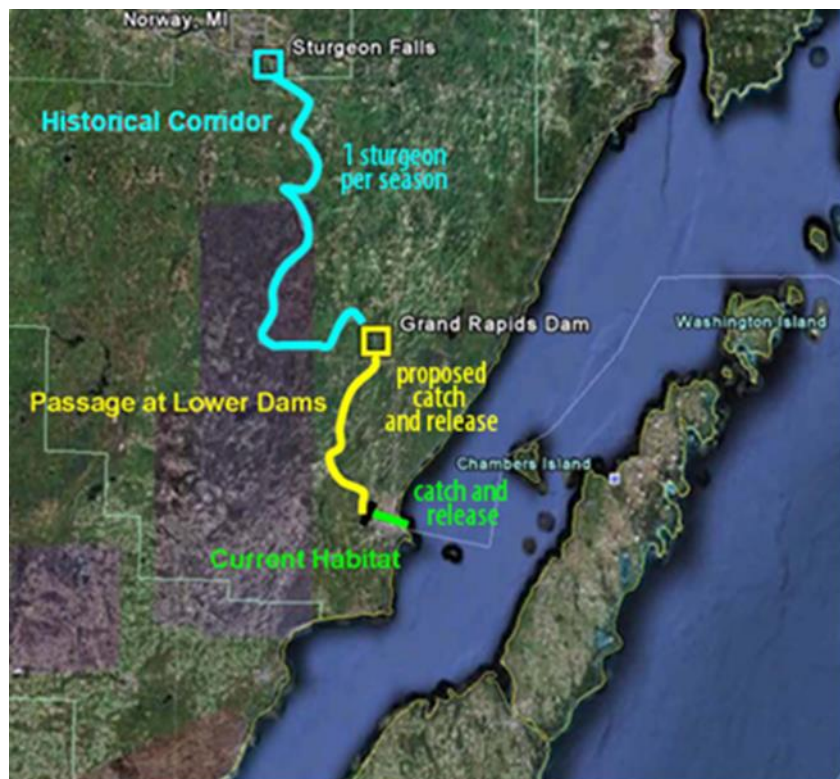 Norway, MI
Sturgeon Falls
Historical Corridor
1 sturgeon
per season
Grand Rapids Dam
Washington Island
proposed
catch
and release
Passage at Lower Dams
Chambers Island
catch and
release
Current Habitat